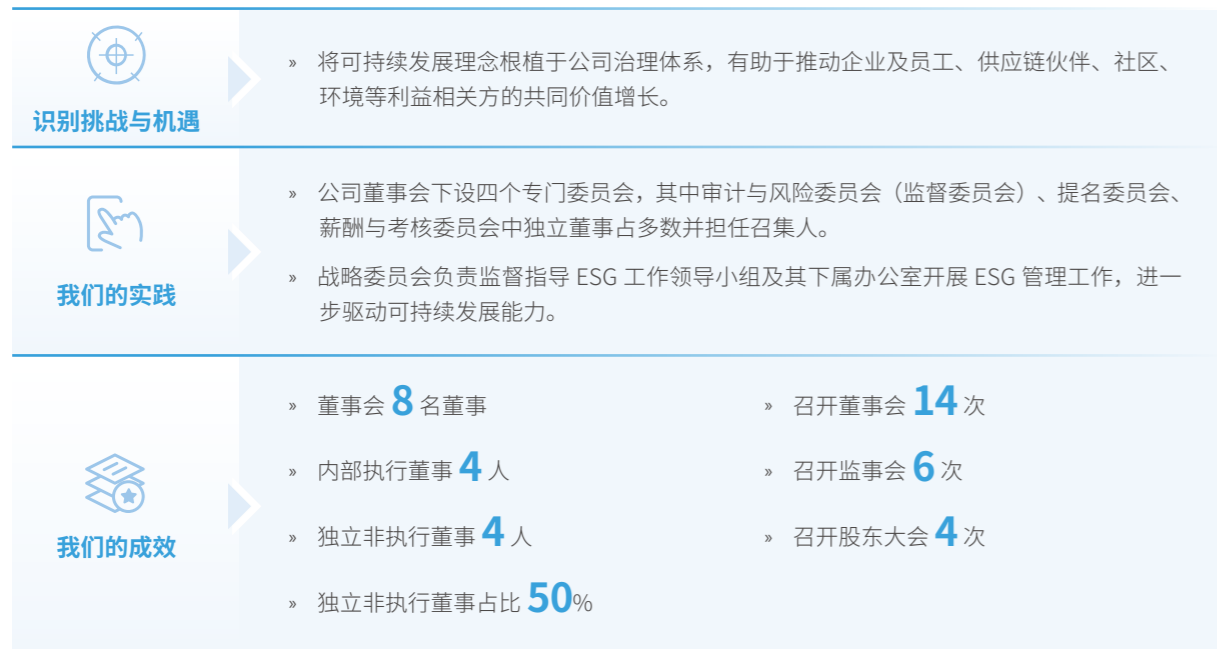 识别挑战与机遇
» 将可持续发展理念根植于公司治理体系，有助于推动企业及员工、供应链伙伴、社区、
环境等利益相关方的共同价值增长。
我们的实践
» 公司董事会下设四个专门委员会，其中审计与风险委员会（监督委员会）、提名委员会、
薪酬与考核委员会中独立董事占多数并担任召集人。
» 战略委员会负责监督指导 ESG 工作领导小组及其下属办公室开展 ESG 管理工作，进一
步驱动可持续发展能力。
我们的成效
» 董事会 8 名董事
» 内部执行董事 4 人
» 独立非执行董事 4 人
» 独立非执行董事占比 50%
» 召开董事会 14 次
» 召开监事会 6 次
» 召开股东大会 4 次